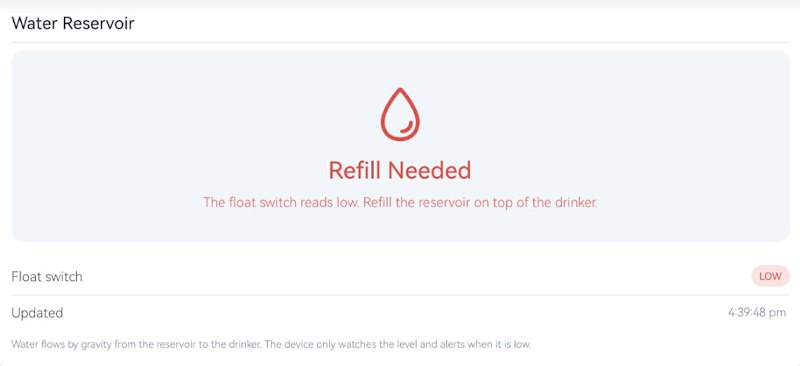 Water Reservoir
Refill Needed
The float switch reads low. Refill the reservoir on top of the drinker.
Float switch
LOW
Updated
4:39:48 pm
Water flows by gravity from the reservoir to the drinker. The device only watches the level and alerts when it is low.